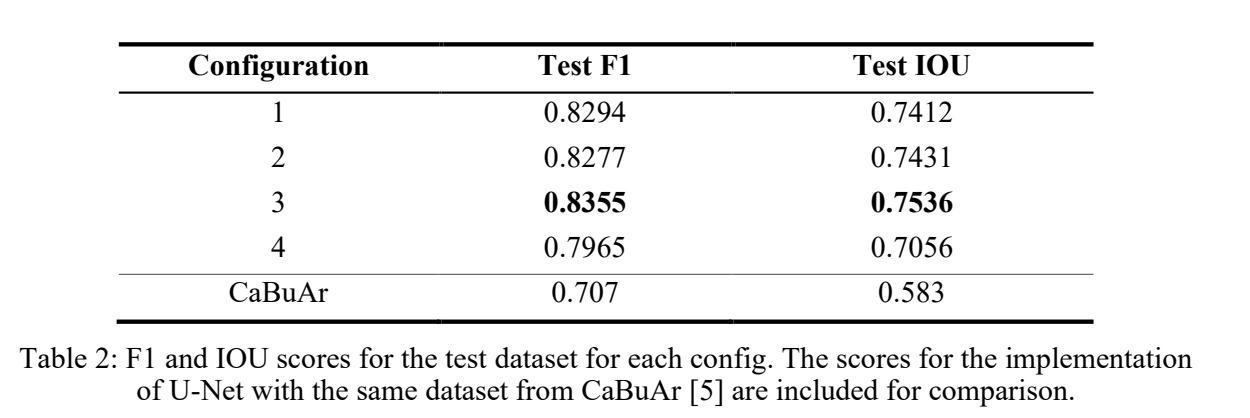 Configuration Test F1 Test IOU
1 0.8294 0.7412
2 0.8277 0.7431
3 0.8355 0.7536
4 0.7965 0.7056
CaBuAr 0.707 0.583
Table 2: F1 and IOU scores for the test dataset for each config. The scores for the implementation
of U-Net with the same dataset from CaBuAr [5] are included for comparison.